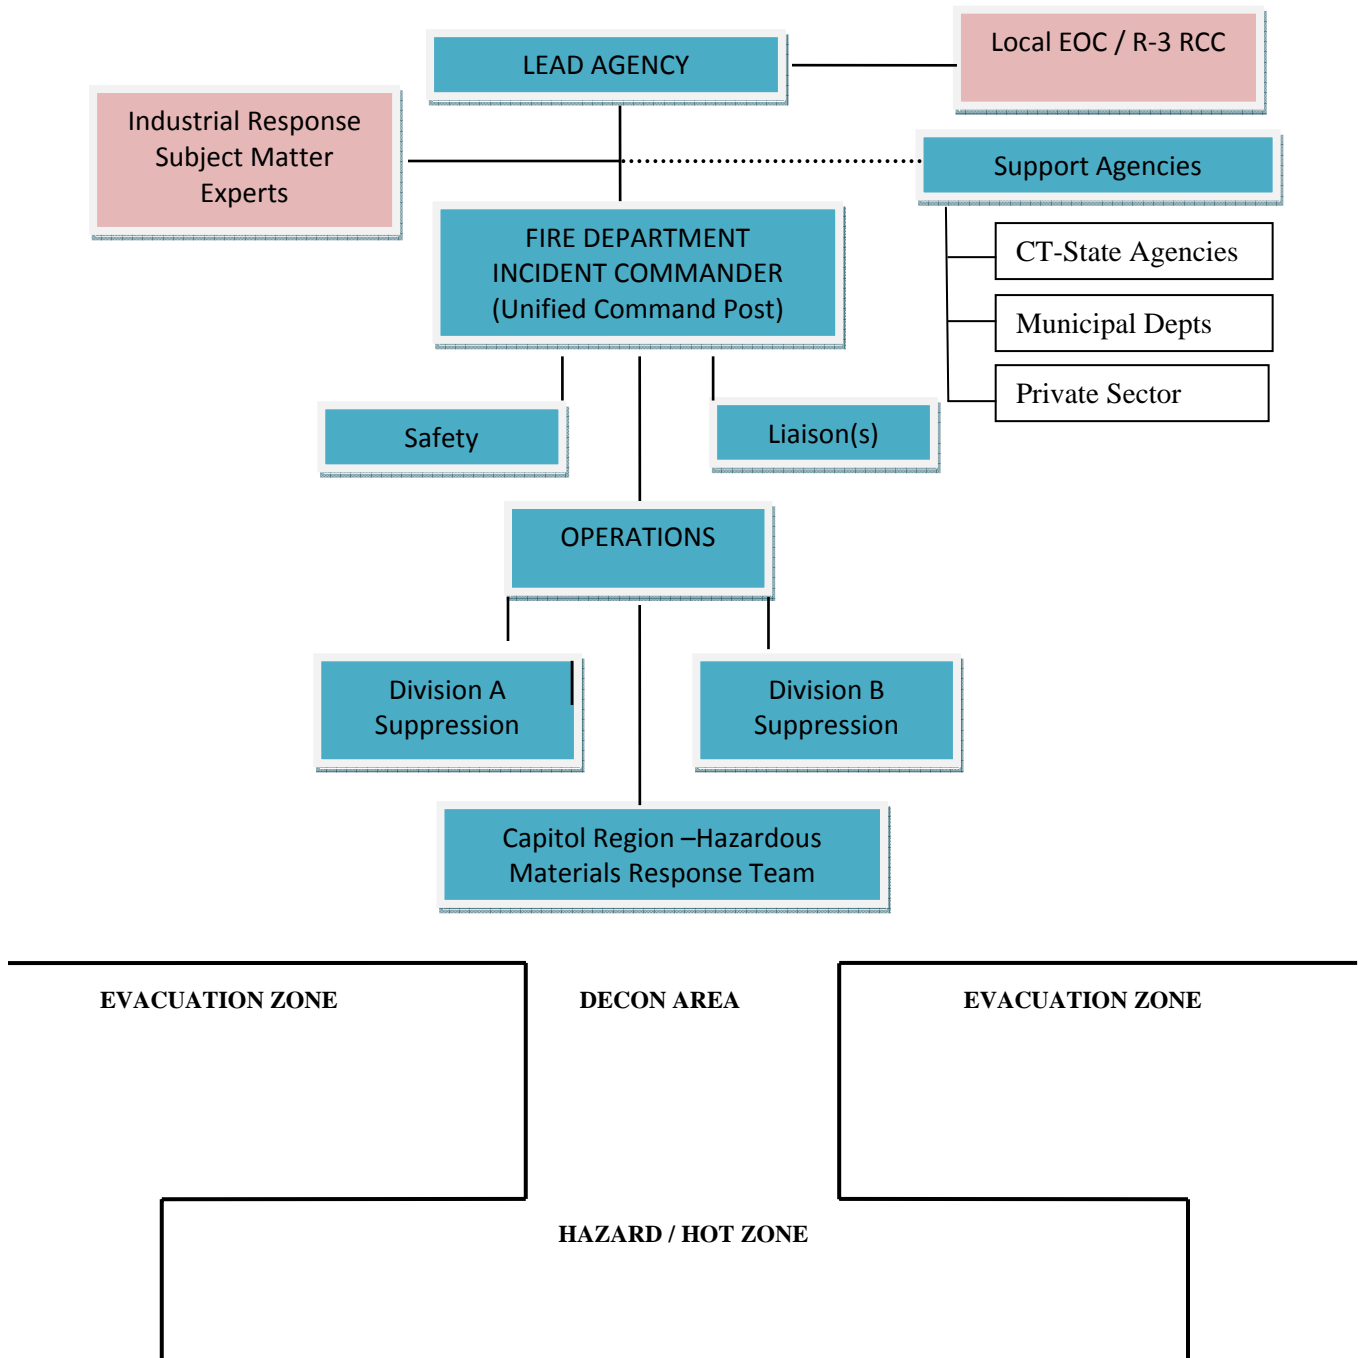 LEAD AGENCY
Local EOC / R-3 RCC
Industrial Response
Subject Matter
Experts
Support Agencies
FIRE DEPARTMENT
INCIDENT COMMANDER
(Unified Command Post)
CT-State Agencies
Municipal Depts
Private Sector
Safety
Liaison(s)
OPERATIONS
Division A
Suppression
Division B
Suppression
Capitol Region –Hazardous
Materials Response Team
EVACUATION ZONE
DECON AREA
EVACUATION ZONE
HAZARD / HOT ZONE